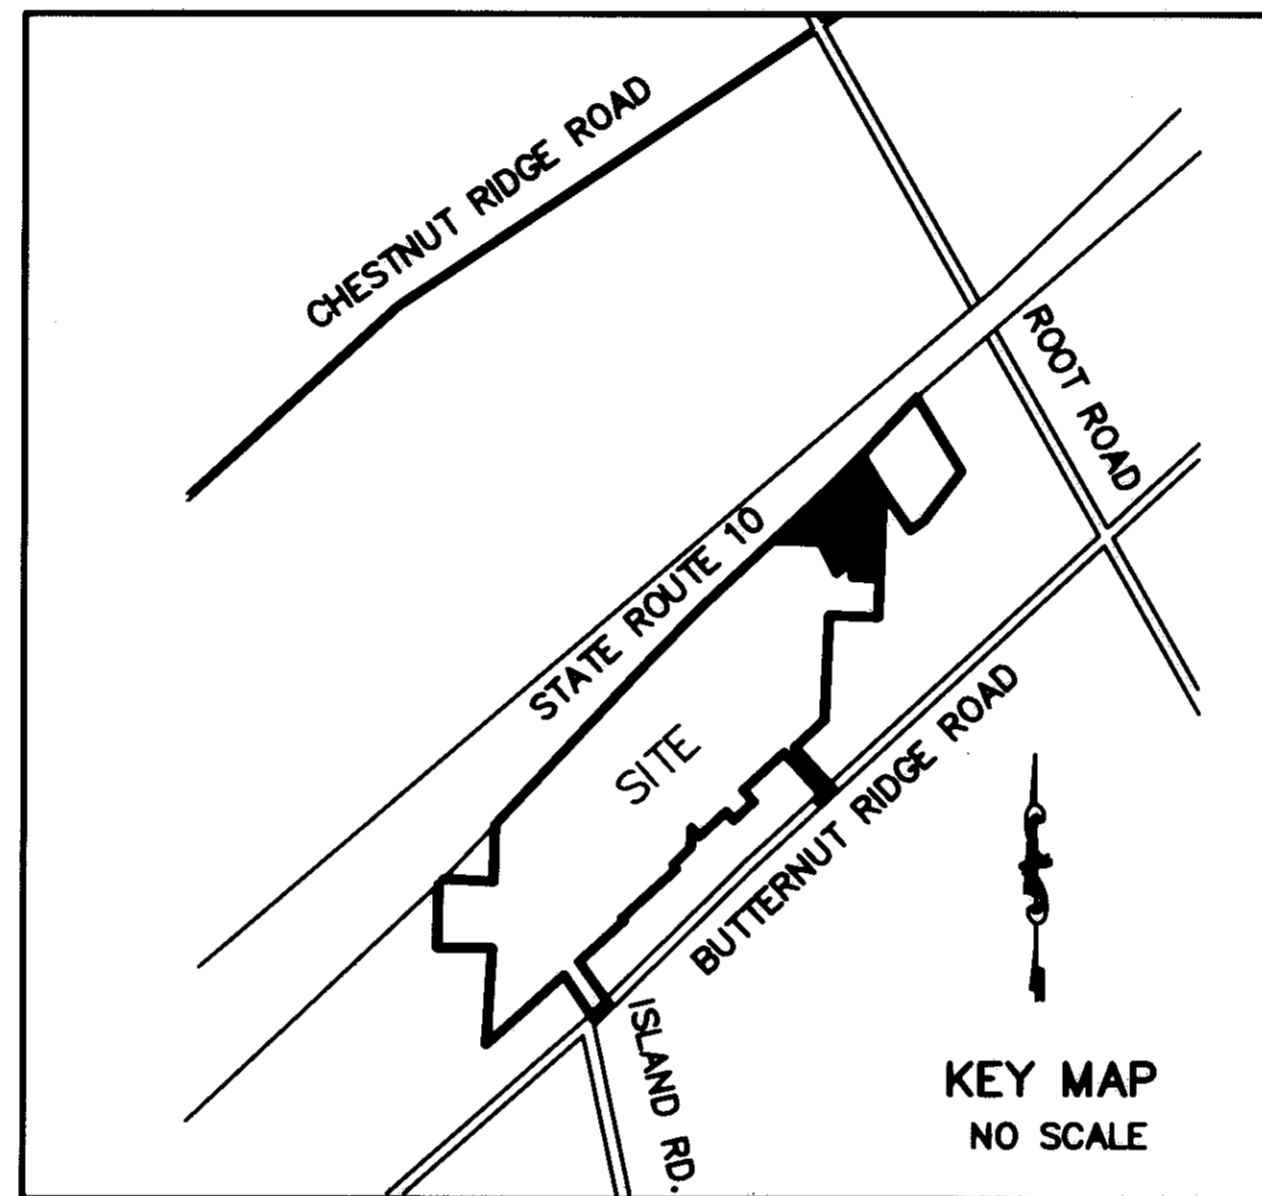 CHESTNUT RIDGE ROAD
ROOT ROAD
STATE ROUTE 10
SITE
BUTTERNUT RIDGE ROAD
ISLAND RD.
KEY MAP
NO SCALE